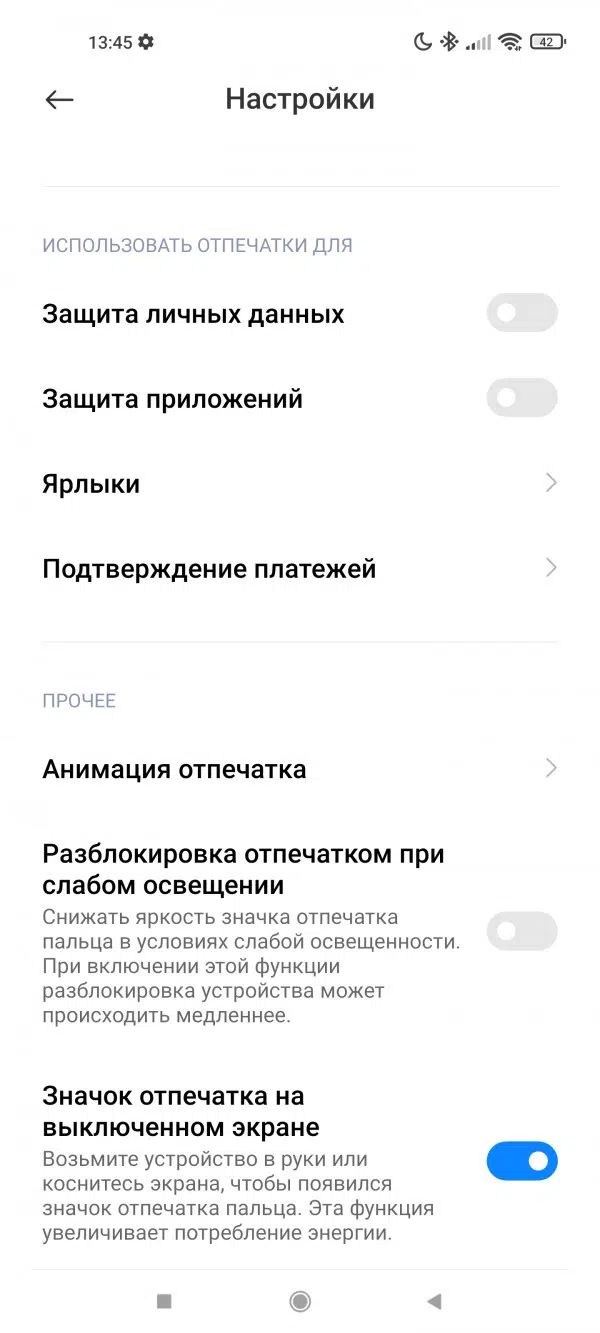 13:45
42
Настройки
ИСПОЛЬЗОВАТЬ ОТПЕЧАТКИ ДЛЯ
Защита личных данных
Защита приложений
Ярлыки
Подтверждение платежей
ПРОЧЕЕ
Анимация отпечатка
Разблокировка отпечатком при
слабом освещении
Снижать яркость значка отпечатка
пальца в условиях слабой освещенности.
При включении этой функции
разблокировка устройства может
происходить медленнее.
Значок отпечатка на
выключенном экране
Возьмите устройство в руки или
коснитесь экрана, чтобы появился
значок отпечатка пальца. Эта функция
увеличивает потребление энергии.